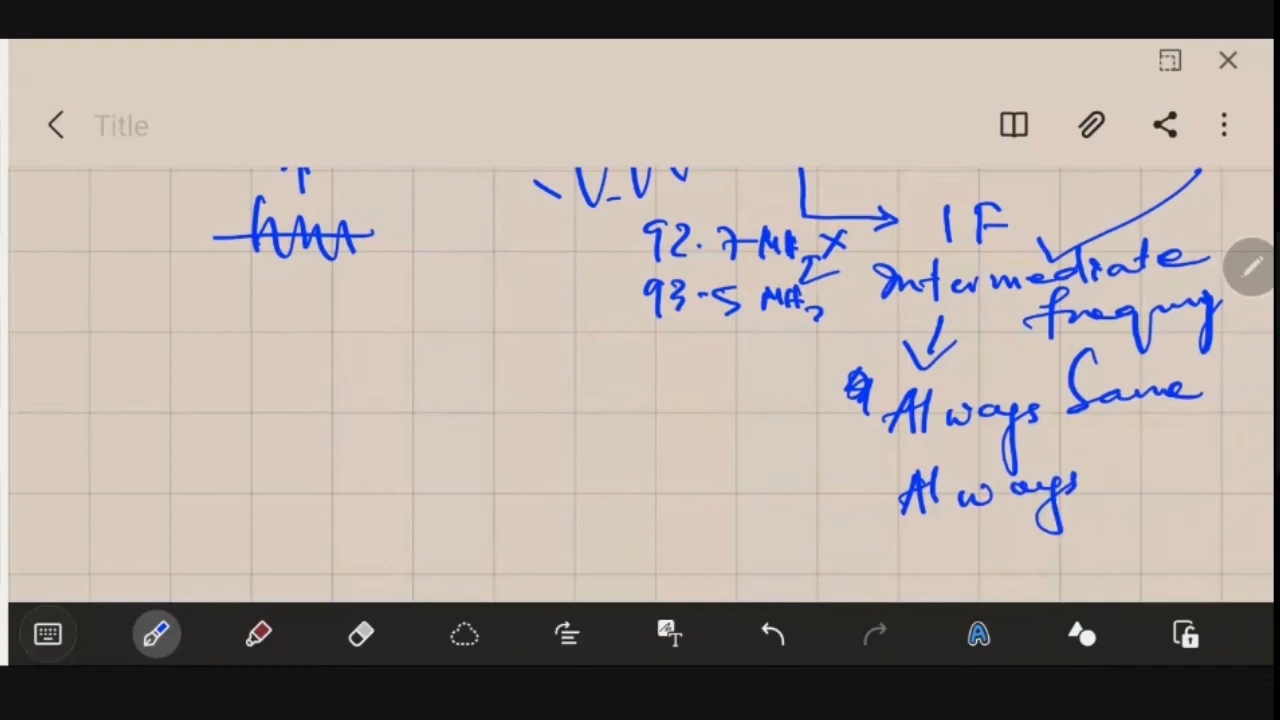 Title
92.7 MHz X
93.5 MHz
IF
Intermediate
frequency
Always Same
Always